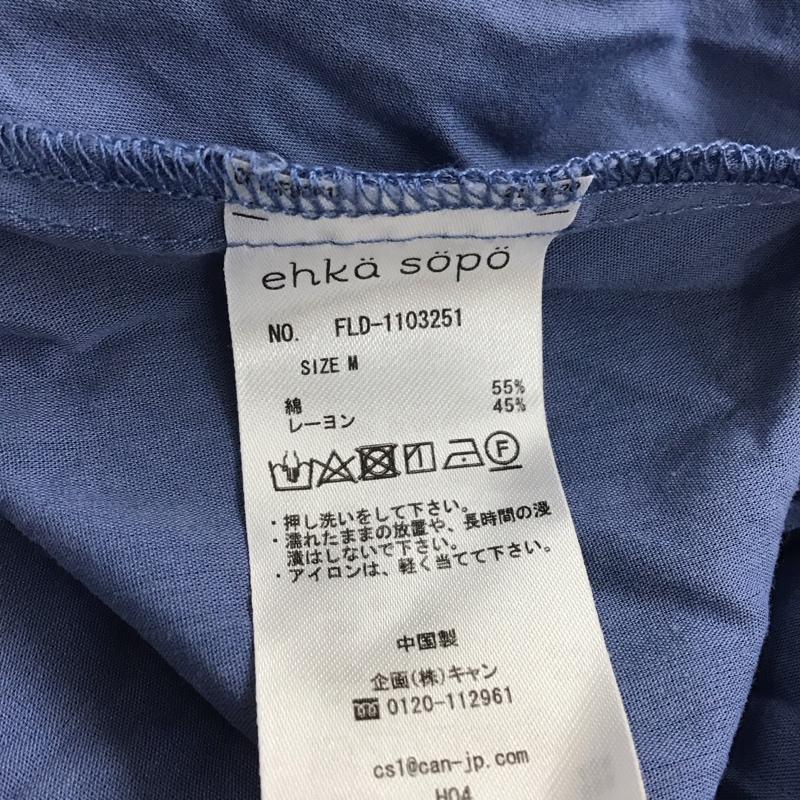 ehkä söpö
NO. FLD-1103251
SIZE M
綿 55%
レーヨン 45%
F
・押し洗いをして下さい。
・濡れたままの放置や、長時間の浸
漬はしないで下さい。
・アイロンは、軽く当てて下さい。
中国製
企画(株)キャン
0120-112961
cs1@can-jp.com
H04